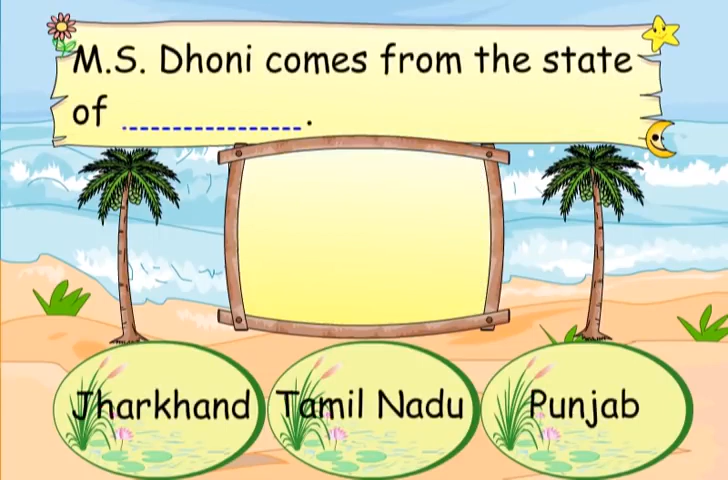 M.S. Dhoni comes from the state
of ______________.
Jharkhand
Tamil Nadu
Punjab